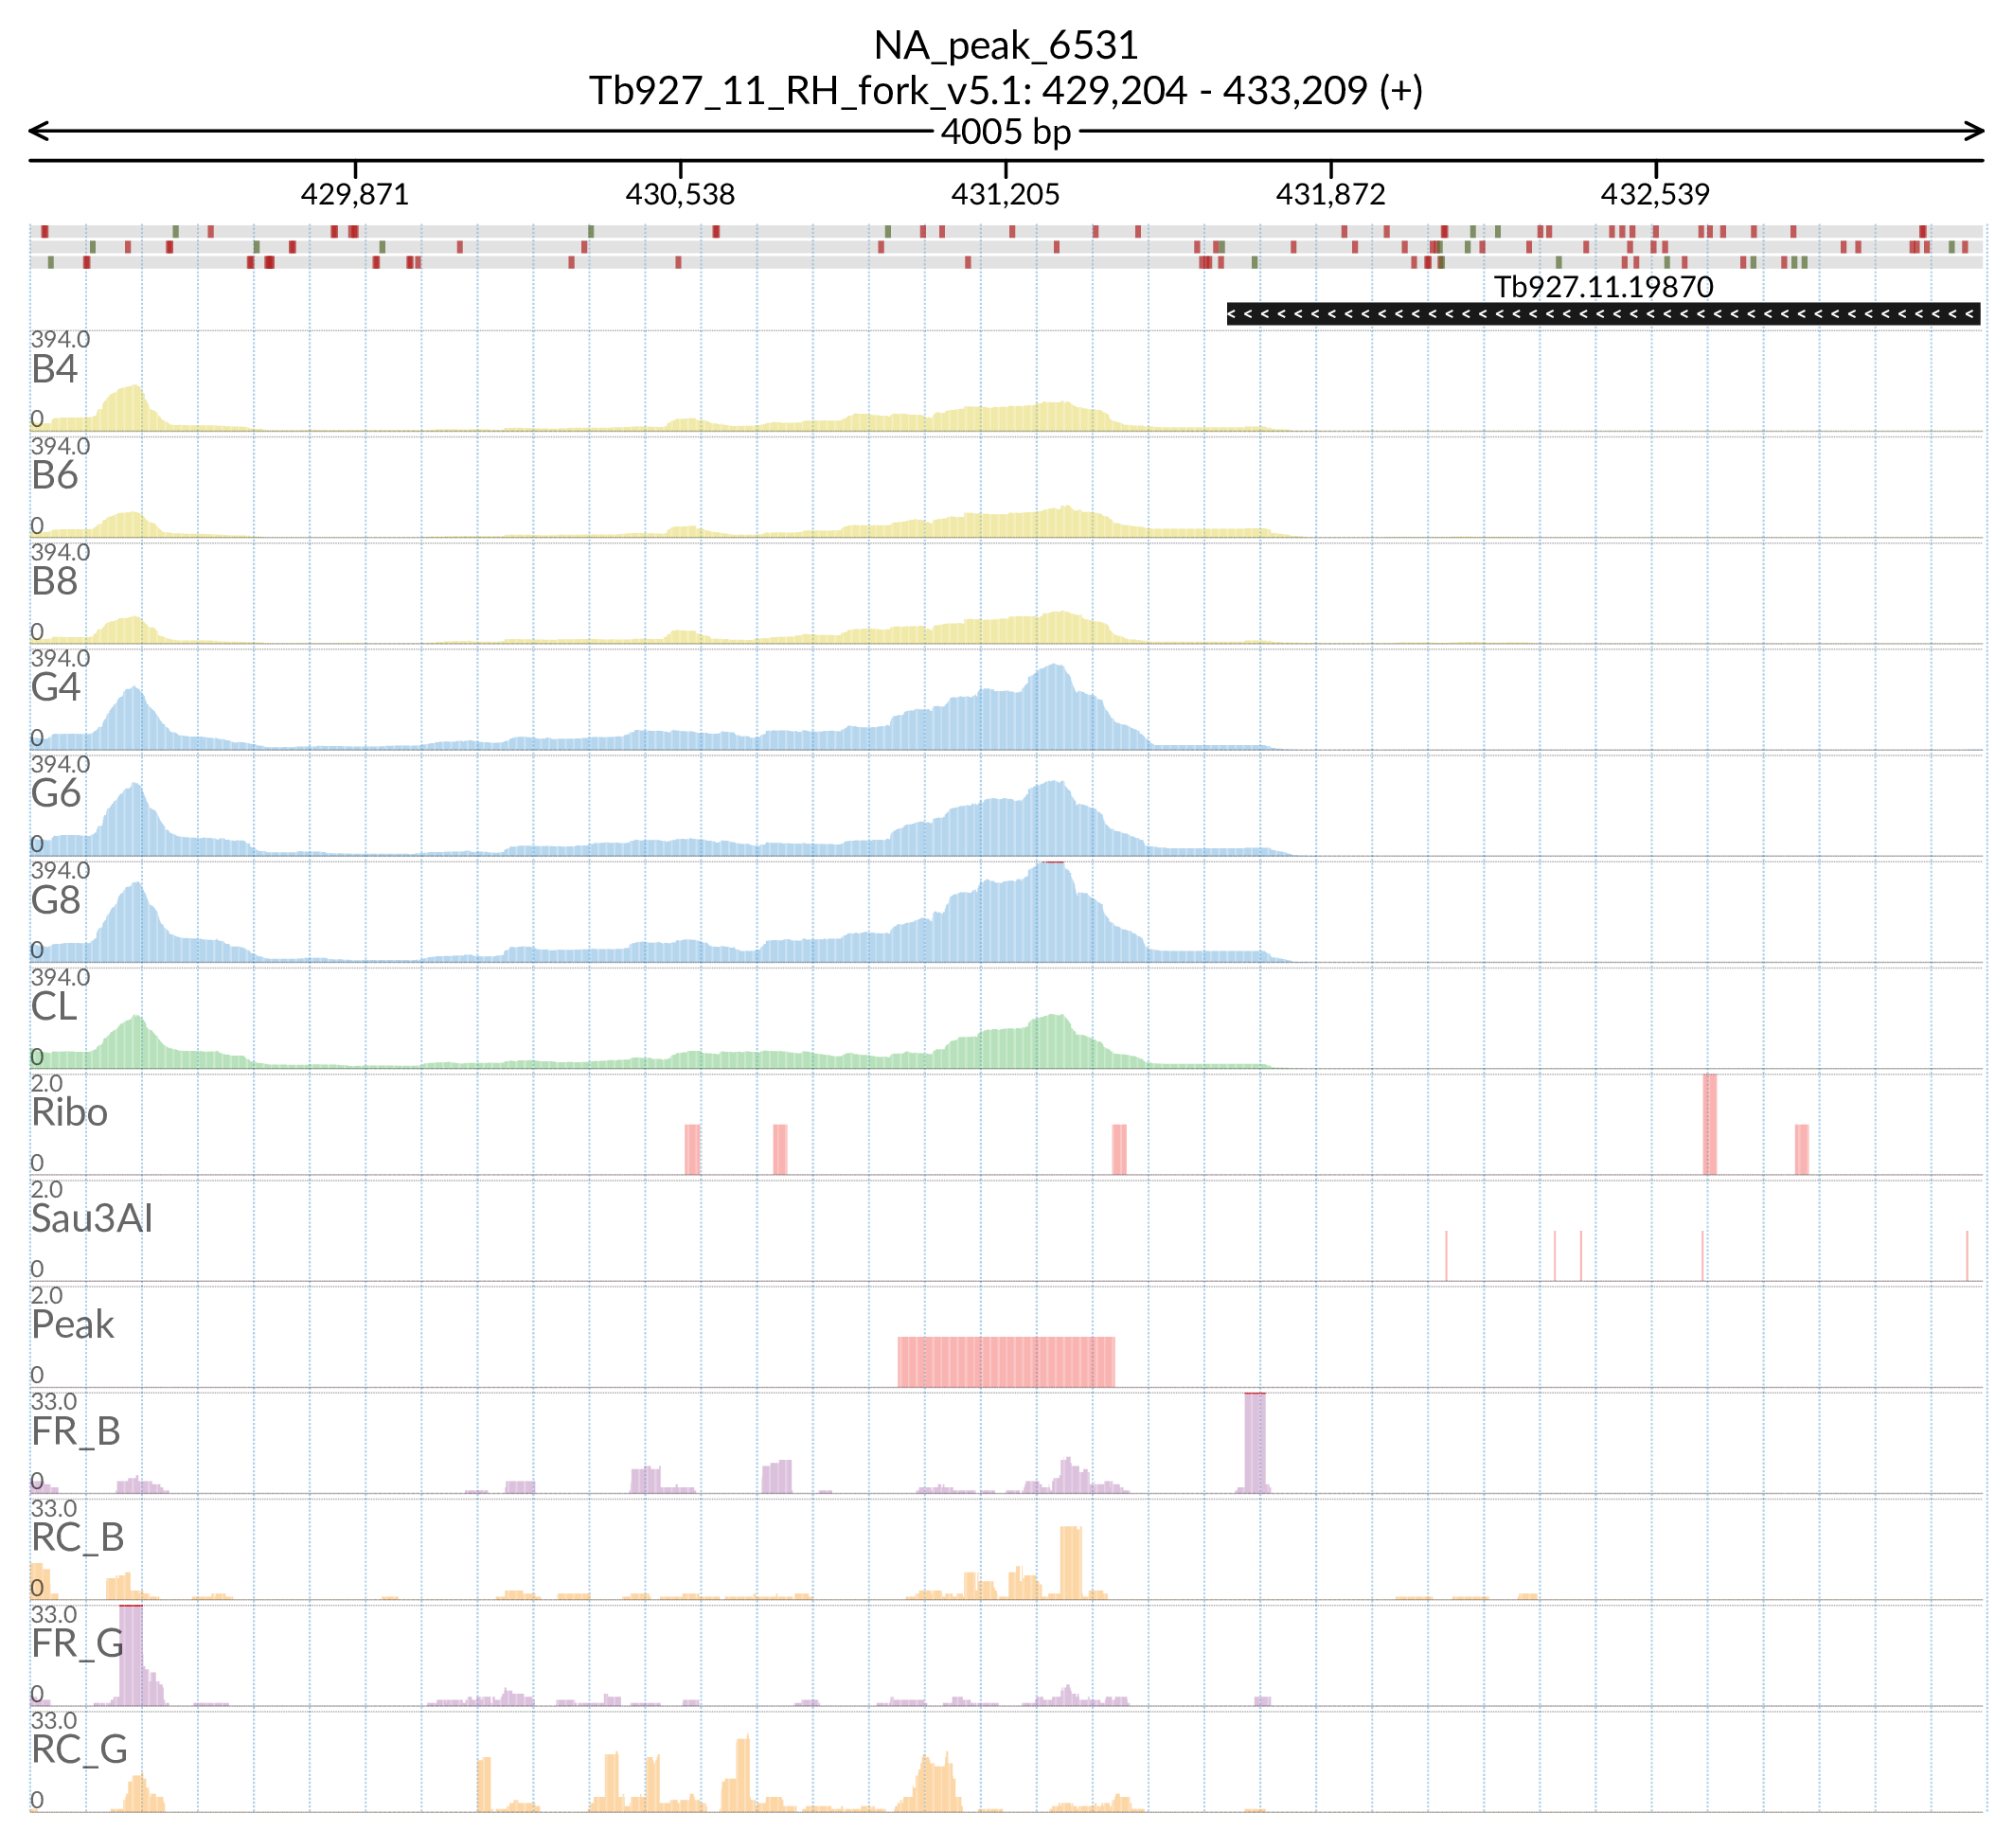 NA_peak_6531
Tb927_11_RH_fork_v5.1: 429,204 - 433,209 (+)
4005 bp
429,871 430,538 431,205 431,872 432,539
Tb927.11.19870
394.0
B4
0
394.0
B6
0
394.0
B8
0
394.0
G4
0
394.0
G6
0
394.0
G8
0
394.0
CL
0
2.0
Ribo
0
2.0
Sau3AI
0
2.0
Peak
0
33.0
FR_B
0
33.0
RC_B
0
33.0
FR_G
0
33.0
RC_G
0